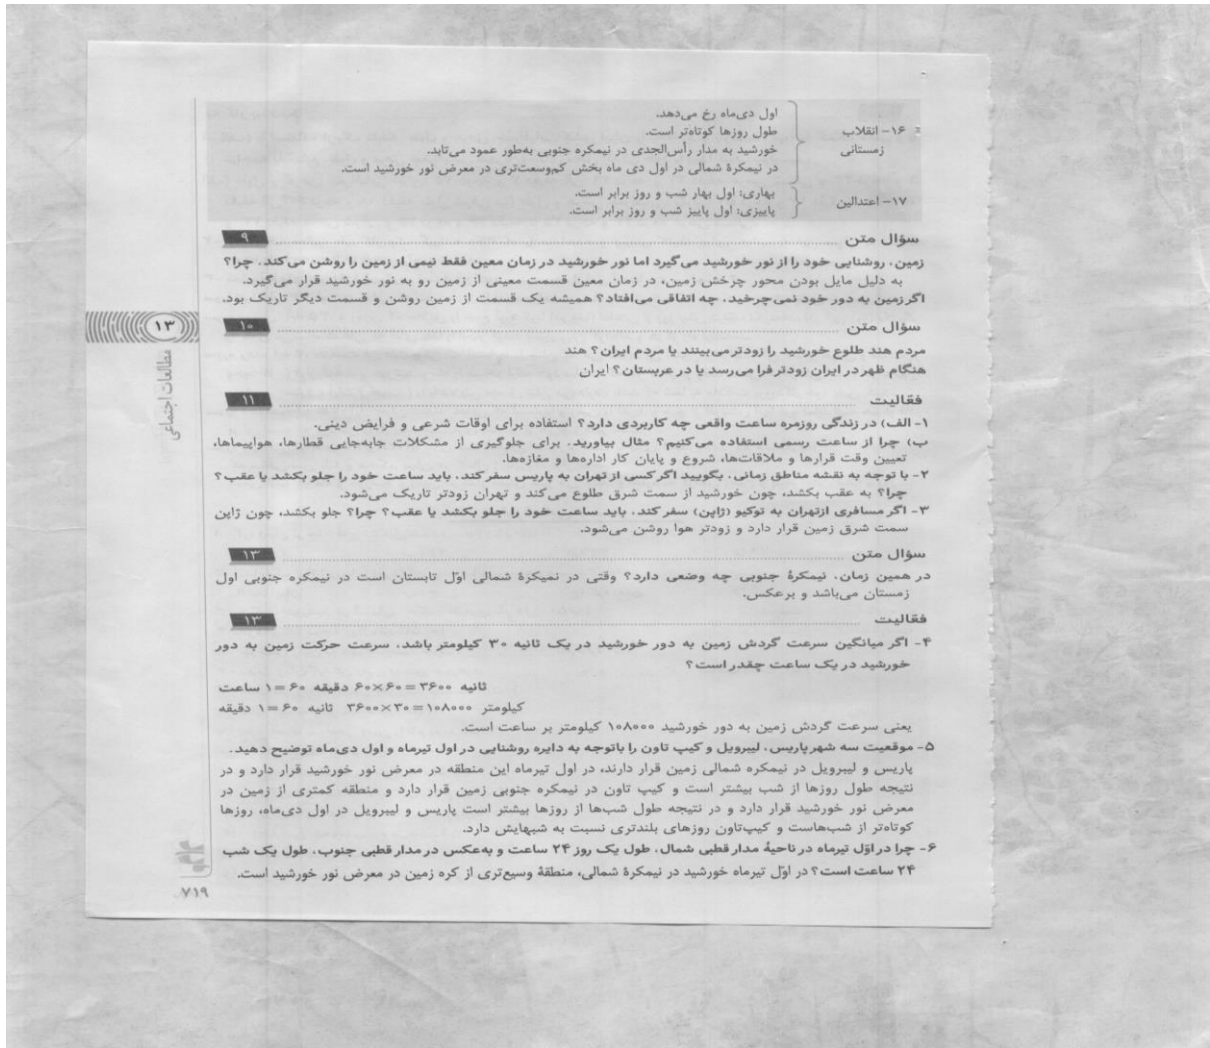 ۱۶- انقلاب زمستانی
اول دی‌ماه رخ می‌دهد.
طول روزها کوتاه‌تر است.
خورشید به مدار رأس‌الجدی در نیمکره جنوبی به‌طور عمود می‌تابد.
در نیمکرهٔ شمالی در اول دی ماه بخش کم‌وسعت‌تری در معرض نور خورشید است.
۱۷- اعتدالین
بهاری: اول بهار شب و روز برابر است.
پاییزی: اول پاییز شب و روز برابر است.
سؤال متن ۹
زمین، روشنایی خود را از نور خورشید می‌گیرد اما نور خورشید در زمان معین فقط نیمی از زمین را روشن می‌کند. چرا؟
به دلیل مایل بودن محور چرخش زمین، در زمان معین قسمت معینی از زمین رو به نور خورشید قرار می‌گیرد.
اگر زمین به دور خود نمی‌چرخید، چه اتفاقی می‌افتاد؟ همیشه یک قسمت از زمین روشن و قسمت دیگر تاریک بود.
سؤال متن ۱۰
مردم هند طلوع خورشید را زودتر می‌بینند یا مردم ایران؟ هند
هنگام ظهر در ایران زودتر فرا می‌رسد یا در عربستان؟ ایران
فعّالیت ۱۱
۱- الف) در زندگی روزمره ساعت واقعی چه کاربردی دارد؟ استفاده برای اوقات شرعی و فرایض دینی.
ب) چرا از ساعت رسمی استفاده می‌کنیم؟ مثال بیاورید. برای جلوگیری از مشکلات جابه‌جایی قطارها، هواپیماها،
تعیین وقت قرارها و ملاقات‌ها، شروع و پایان کار اداره‌ها و مغازه‌ها.
۲- با توجه به نقشه مناطق زمانی، بگویید اگر کسی از تهران به پاریس سفر کند، باید ساعت خود را جلو بکشد یا عقب؟
چرا؟ به عقب بکشد، چون خورشید از سمت شرق طلوع می‌کند و تهران زودتر تاریک می‌شود.
۳- اگر مسافری ازتهران به توکیو (ژاپن) سفر کند، باید ساعت خود را جلو بکشد یا عقب؟ چرا؟ جلو بکشد، چون ژاپن
سمت شرق زمین قرار دارد و زودتر هوا روشن می‌شود.
سؤال متن ۱۳
در همین زمان، نیمکرهٔ جنوبی چه وضعی دارد؟ وقتی در نمیکرهٔ شمالی اوّل تابستان است در نیمکره جنوبی اول
زمستان می‌باشد و برعکس.
فعّالیت ۱۳
۴- اگر میانگین سرعت گردش زمین به دور خورشید در یک ثانیه ۳۰ کیلومتر باشد، سرعت حرکت زمین به دور
خورشید در یک ساعت چقدر است؟
ثانیه ۳۶۰۰ = ۶۰×۶۰ دقیقه ۶۰ = ۱ ساعت
کیلومتر ۱۰۸۰۰۰ = ۳۰×۳۶۰۰ ثانیه ۶۰ = ۱ دقیقه
یعنی سرعت گردش زمین به دور خورشید ۱۰۸۰۰۰ کیلومتر بر ساعت است.
۵- موقعیت سه شهر پاریس، لیبرویل و کیپ تاون را باتوجه به دایره روشنایی در اول تیرماه و اول دی‌ماه توضیح دهید.
پاریس و لیبرویل در نیمکره شمالی زمین قرار دارند، در اول تیرماه این منطقه در معرض نور خورشید قرار دارد و در
نتیجه طول روزها از شب بیشتر است و کیپ تاون در نیمکره جنوبی زمین قرار دارد و منطقه کمتری از زمین در
معرض نور خورشید قرار دارد و در نتیجه طول شب‌ها از روزها بیشتر است پاریس و لیبرویل در اول دی‌ماه، روزها
کوتاه‌تر از شب‌هاست و کیپ‌تاون روزهای بلندتری نسبت به شبهایش دارد.
۶- چرا در اوّل تیرماه در ناحیهٔ مدار قطبی شمال، طول یک روز ۲۴ ساعت و به‌عکس در مدار قطبی جنوب، طول یک شب
۲۴ ساعت است؟ در اوّل تیرماه خورشید در نیمکرهٔ شمالی، منطقهٔ وسیع‌تری از کره زمین در معرض نور خورشید است.
۱۳
مطالعات اجتماعی
گاج
۷۱۹